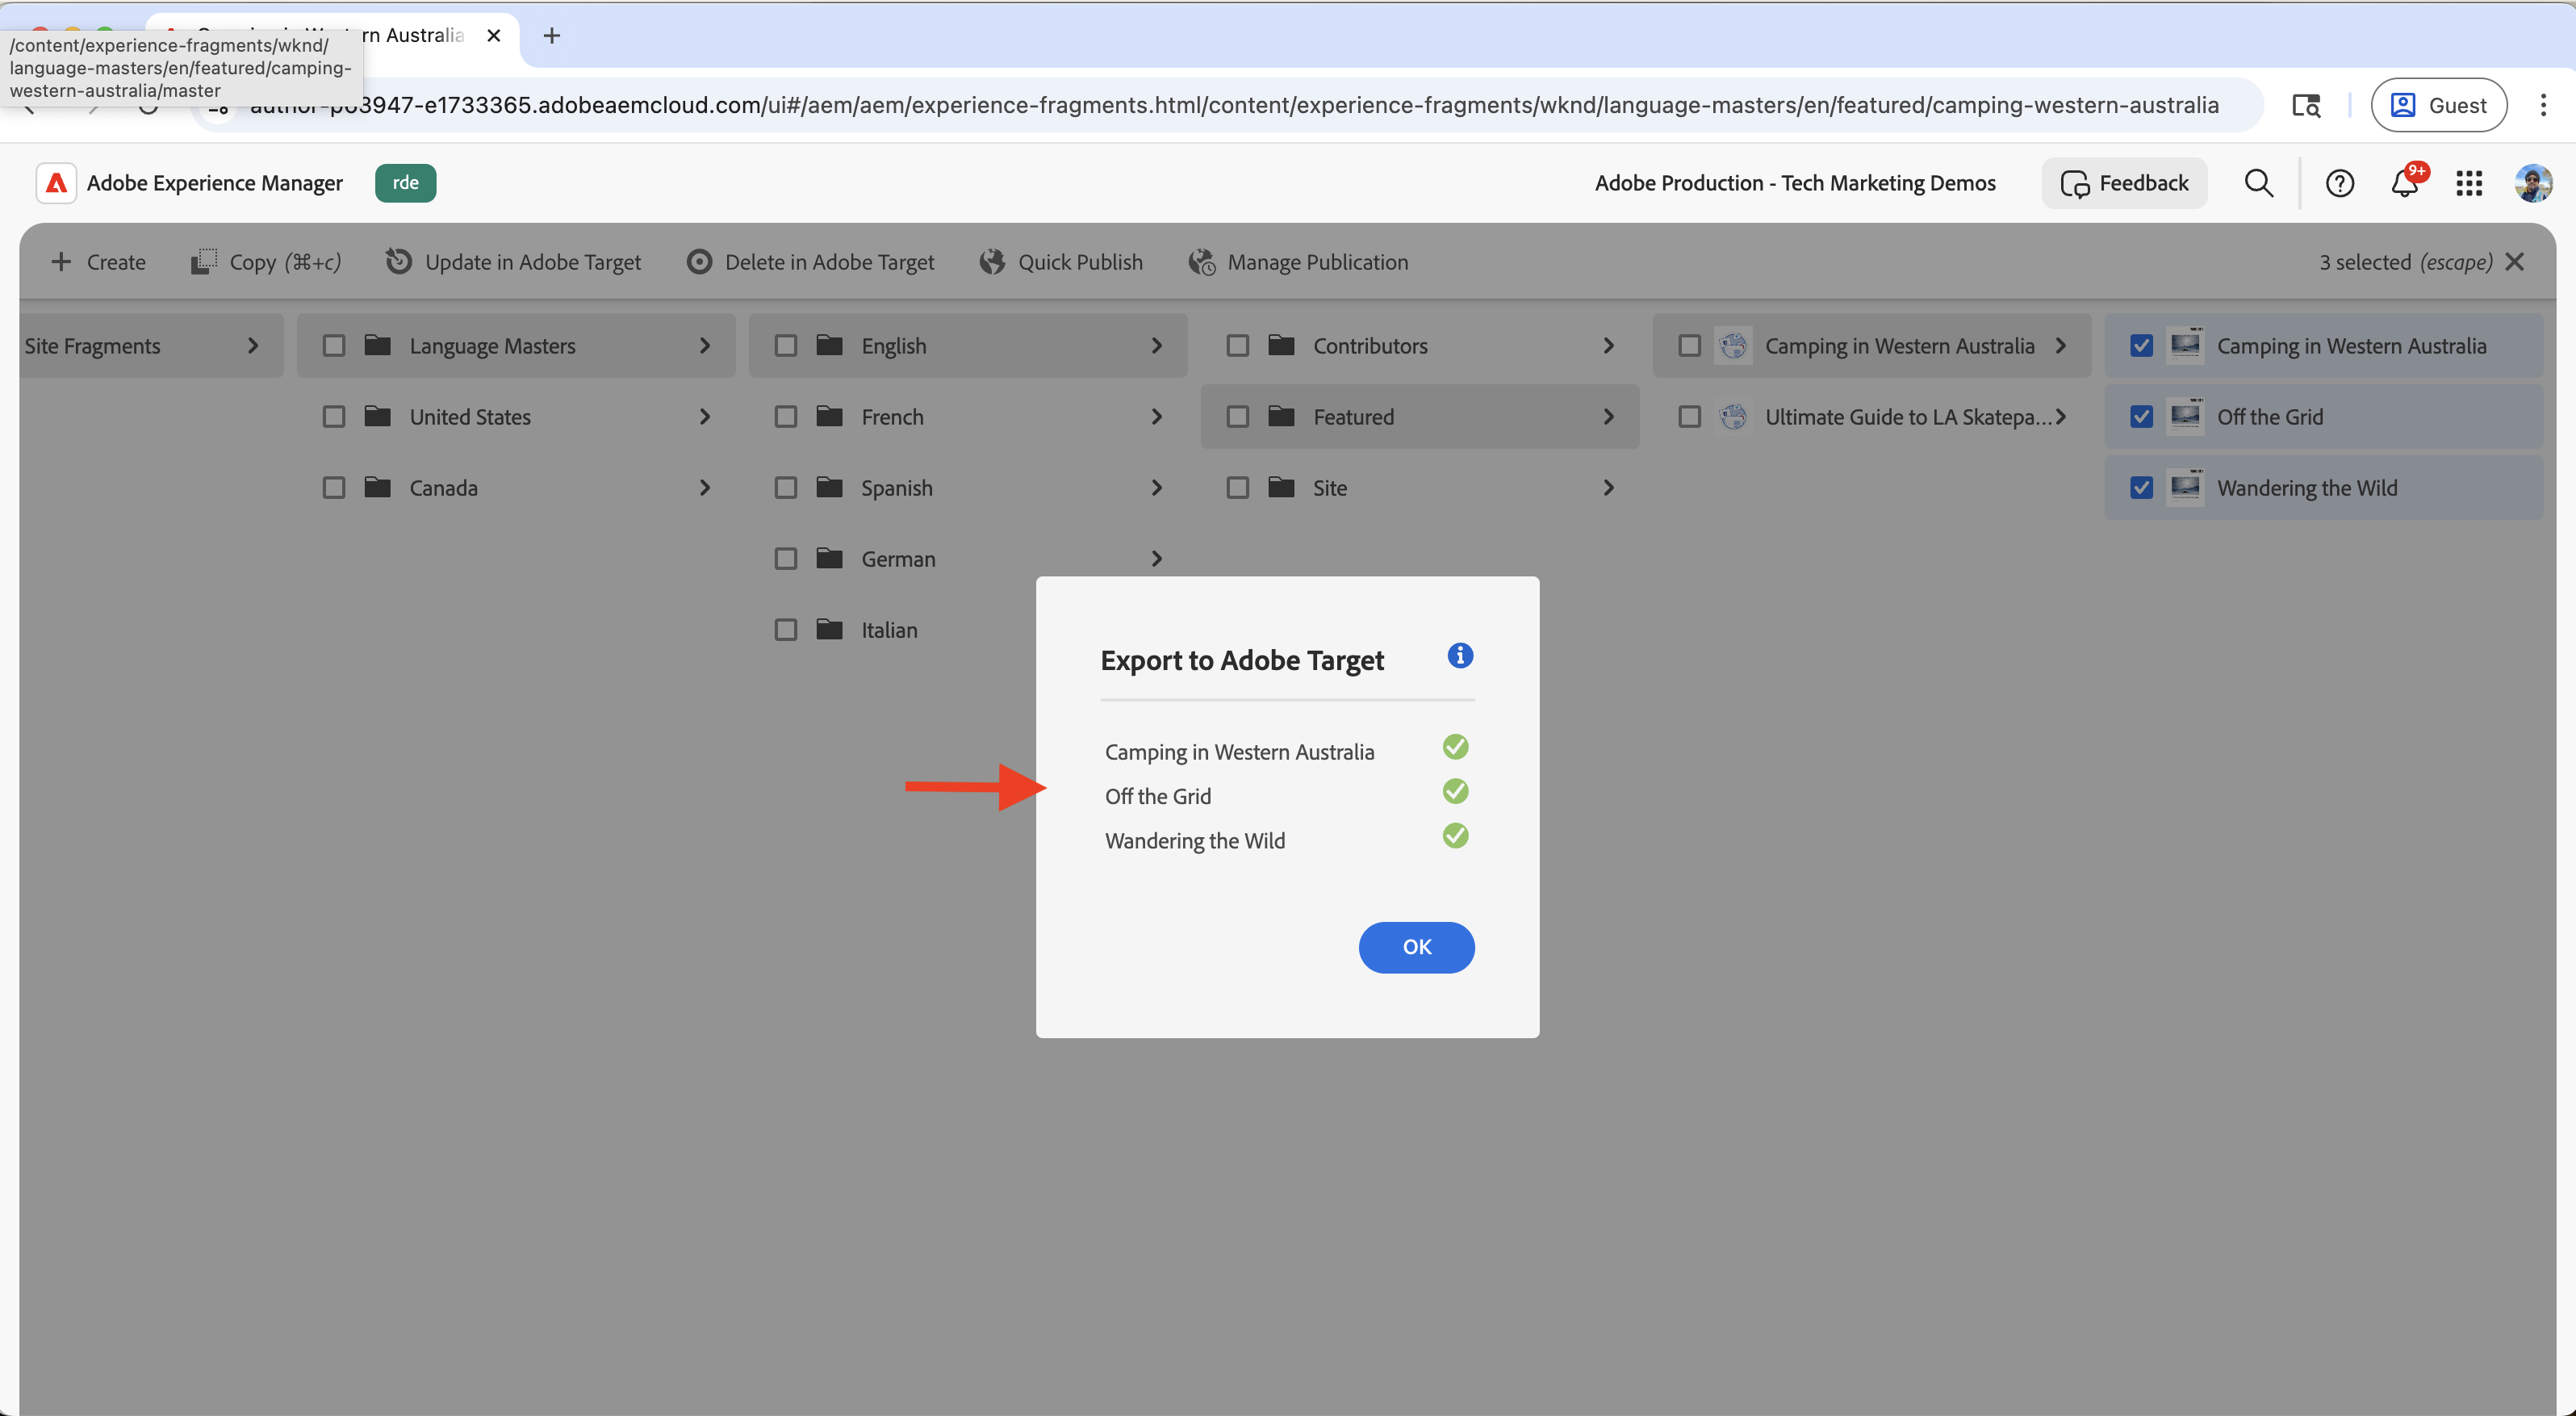 rn Australia
/content/experience-fragments/wknd/
language-masters/en/featured/camping-
western-australia/master
author-p63947-e1733365.adobeaemcloud.com/ui#/aem/aem/experience-fragments.html/content/experience-fragments/wknd/language-masters/en/featured/camping-western-australia
Guest
Adobe Experience Manager
rde
Adobe Production - Tech Marketing Demos
Feedback
9+
Create
Copy (⌘+c)
Update in Adobe Target
Delete in Adobe Target
Quick Publish
Manage Publication
3 selected (escape)
Site Fragments
Language Masters
United States
Canada
English
French
Spanish
German
Italian
Contributors
Featured
Site
Camping in Western Australia
Ultimate Guide to LA Skatepa...
Camping in Western Australia
Off the Grid
Wandering the Wild
Export to Adobe Target
Camping in Western Australia
Off the Grid
Wandering the Wild
OK